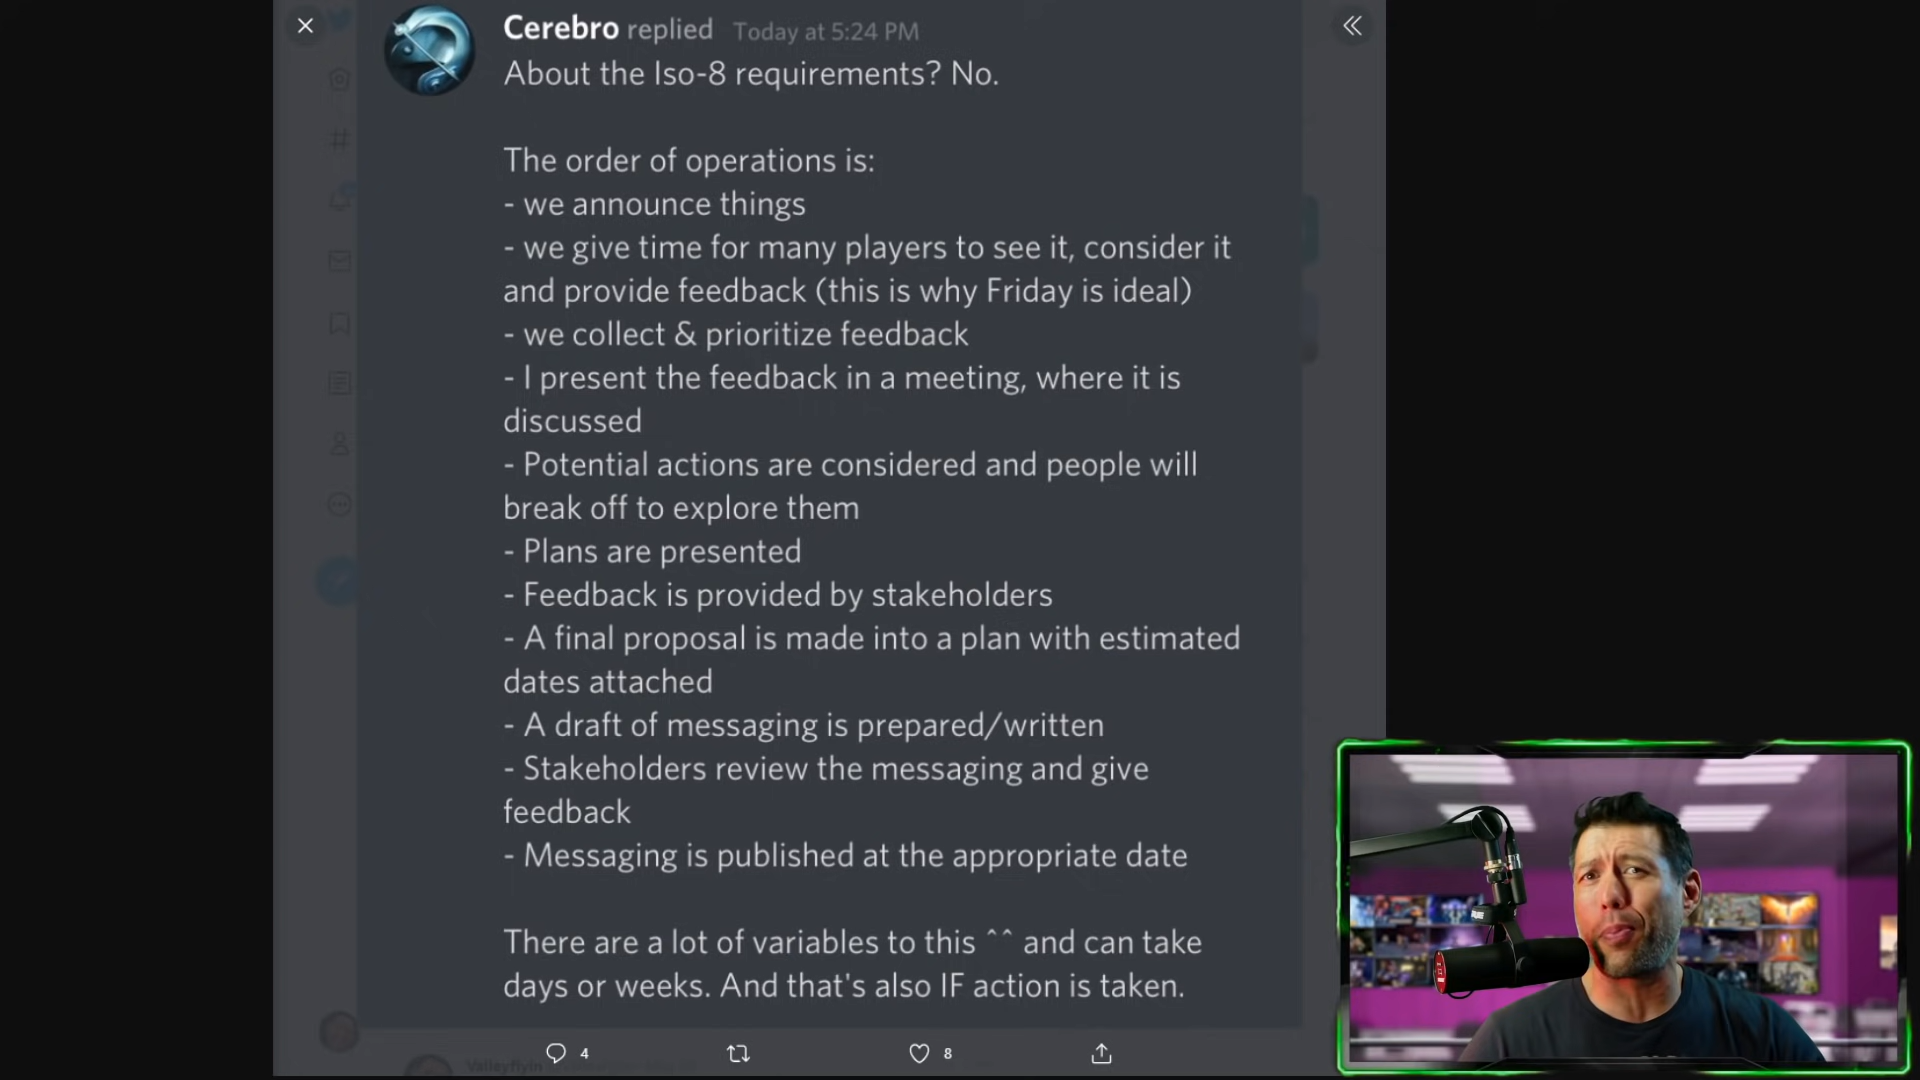 Cerebro replied Today at 5:24 PM
About the Iso-8 requirements? No.
The order of operations is:
- we announce things
- we give time for many players to see it, consider it
and provide feedback (this is why Friday is ideal)
- we collect & prioritize feedback
- I present the feedback in a meeting, where it is
discussed
- Potential actions are considered and people will
break off to explore them
- Plans are presented
- Feedback is provided by stakeholders
- A final proposal is made into a plan with estimated
dates attached
- A draft of messaging is prepared/written
- Stakeholders review the messaging and give
feedback
- Messaging is published at the appropriate date
There are a lot of variables to this ^^ and can take
days or weeks. And that's also IF action is taken.
4 8
Valleyflyin